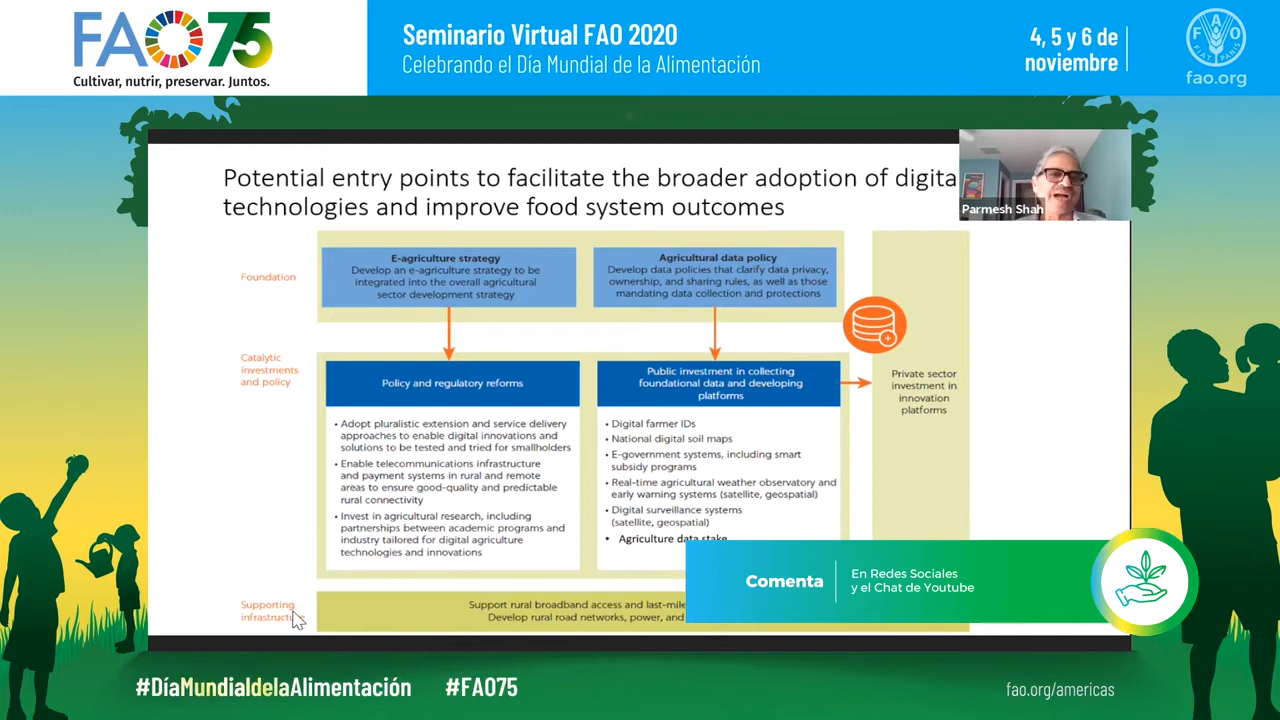 FAO75
Cultivar, nutrir, preservar. Juntos.
Seminario Virtual FAO 2020
Celebrando el Día Mundial de la Alimentación
4, 5 y 6 de
noviembre
FAO
FIAT PANIS
fao.org
Potential entry points to facilitate the broader adoption of digita
technologies and improve food system outcomes
Parmesh Shah
Foundation
E-agriculture strategy
Develop an e-agriculture strategy to be
integrated into the overall agricultural
sector development strategy
Agricultural data policy
Develop data policies that clarify data privacy,
ownership, and sharing rules, as well as those
mandating data collection and protections
Catalytic
investments
and policy
Policy and regulatory reforms
• Adopt pluralistic extension and service delivery
approaches to enable digital innovations and
solutions to be tested and tried for smallholders
• Enable telecommunications infrastructure
and payment systems in rural and remote
areas to ensure good-quality and predictable
rural connectivity
• Invest in agricultural research, including
partnerships between academic programs and
industry tailored for digital agriculture
technologies and innovations
Public investment in collecting
foundational data and developing
platforms
• Digital farmer IDs
• National digital soil maps
• E-government systems, including smart
subsidy programs
• Real-time agricultural weather observatory and
early warning systems (satellite, geospatial)
• Digital surveillance systems
(satellite, geospatial)
• Agriculture data stake
Private sector
investment in
innovation
platforms
Supporting
infrastructure
Support rural broadband access and last-mile
Develop rural road networks, power, and
Comenta
En Redes Sociales
y el Chat de Youtube
#DíaMundialdelaAlimentación
#FAO75
fao.org/americas